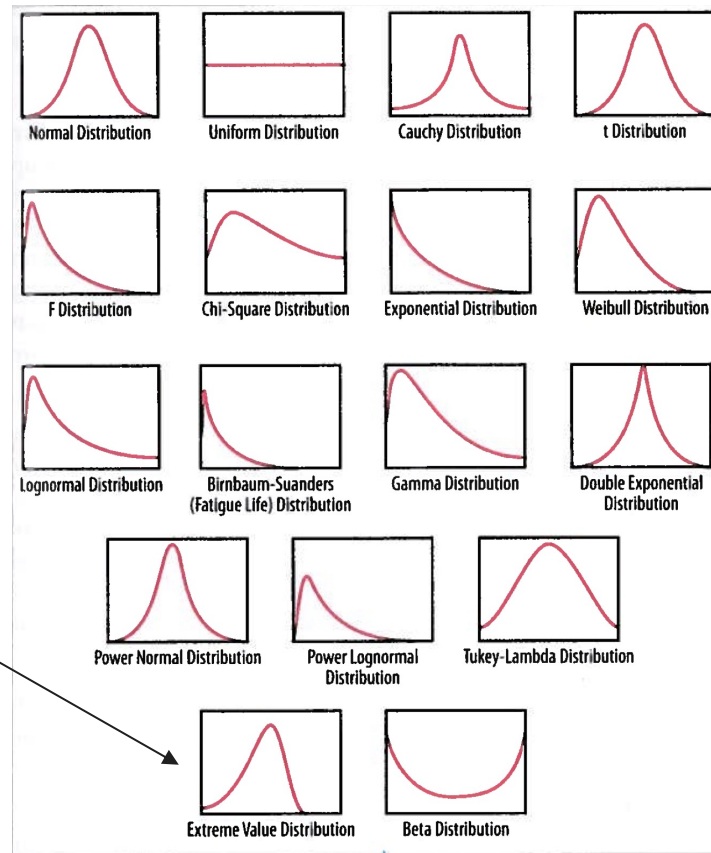 Normal Distribution
Uniform Distribution
Cauchy Distribution
t Distribution
F Distribution
Chi-Square Distribution
Exponential Distribution
Weibull Distribution
Lognormal Distribution
Birnbaum-Suanders
(Fatigue Life) Distribution
Gamma Distribution
Double Exponential
Distribution
Power Normal Distribution
Power Lognormal
Distribution
Tukey-Lambda Distribution
Extreme Value Distribution
Beta Distribution